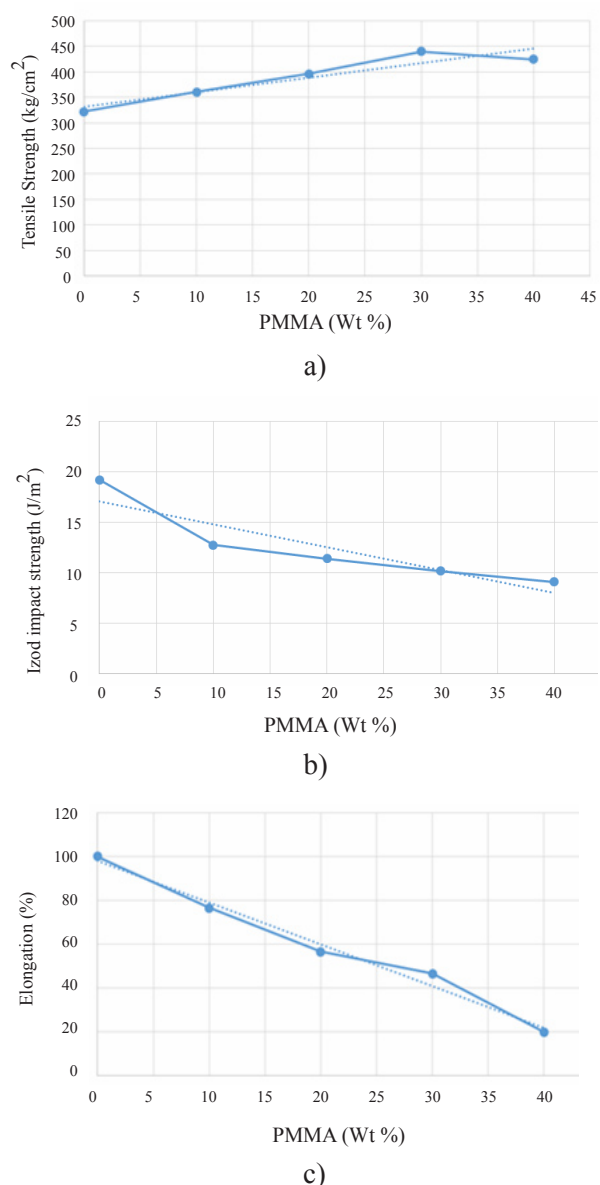 500
450
400
350
300
250
200
150
100
50
0
Tensile Strength (kg/cm²)
0 5 10 15 20 25 30 35 40 45
PMMA (Wt %)
a)
25
20
15
10
5
0
Izod impact strength (J/m²)
0 5 10 15 20 25 30 35 40
PMMA (Wt %)
b)
120
100
80
60
40
20
0
Elongation (%)
0 5 10 15 20 25 30 35 40
PMMA (Wt %)
c)